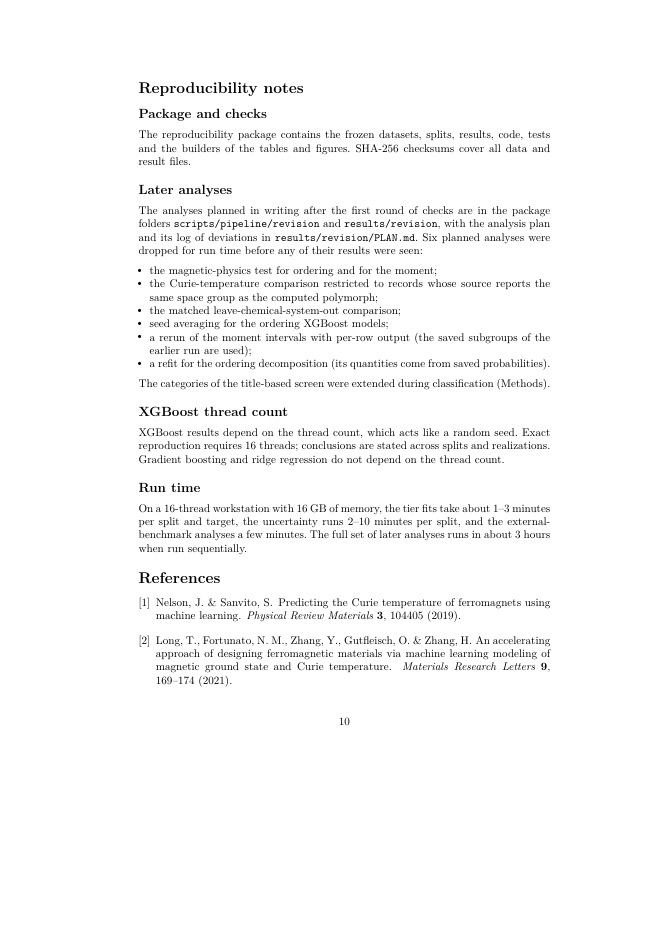 Reproducibility notes
Package and checks
The reproducibility package contains the frozen datasets, splits, results, code, tests
and the builders of the tables and figures. SHA-256 checksums cover all data and
result files.
Later analyses
The analyses planned in writing after the first round of checks are in the package
folders scripts/pipeline/revision and results/revision, with the analysis plan
and its log of deviations in results/revision/PLAN.md. Six planned analyses were
dropped for run time before any of their results were seen:
• the magnetic-physics test for ordering and for the moment;
• the Curie-temperature comparison restricted to records whose source reports the
same space group as the computed polymorph;
• the matched leave-chemical-system-out comparison;
• seed averaging for the ordering XGBoost models;
• a rerun of the moment intervals with per-row output (the saved subgroups of the
earlier run are used);
• a refit for the ordering decomposition (its quantities come from saved probabilities).
The categories of the title-based screen were extended during classification (Methods).
XGBoost thread count
XGBoost results depend on the thread count, which acts like a random seed. Exact
reproduction requires 16 threads; conclusions are stated across splits and realizations.
Gradient boosting and ridge regression do not depend on the thread count.
Run time
On a 16-thread workstation with 16 GB of memory, the tier fits take about 1–3 minutes
per split and target, the uncertainty runs 2–10 minutes per split, and the external-
benchmark analyses a few minutes. The full set of later analyses runs in about 3 hours
when run sequentially.
References
[1] Nelson, J. & Sanvito, S. Predicting the Curie temperature of ferromagnets using
machine learning. Physical Review Materials 3, 104405 (2019).
[2] Long, T., Fortunato, N. M., Zhang, Y., Gutfleisch, O. & Zhang, H. An accelerating
approach of designing ferromagnetic materials via machine learning modeling of
magnetic ground state and Curie temperature. Materials Research Letters 9,
169–174 (2021).
10